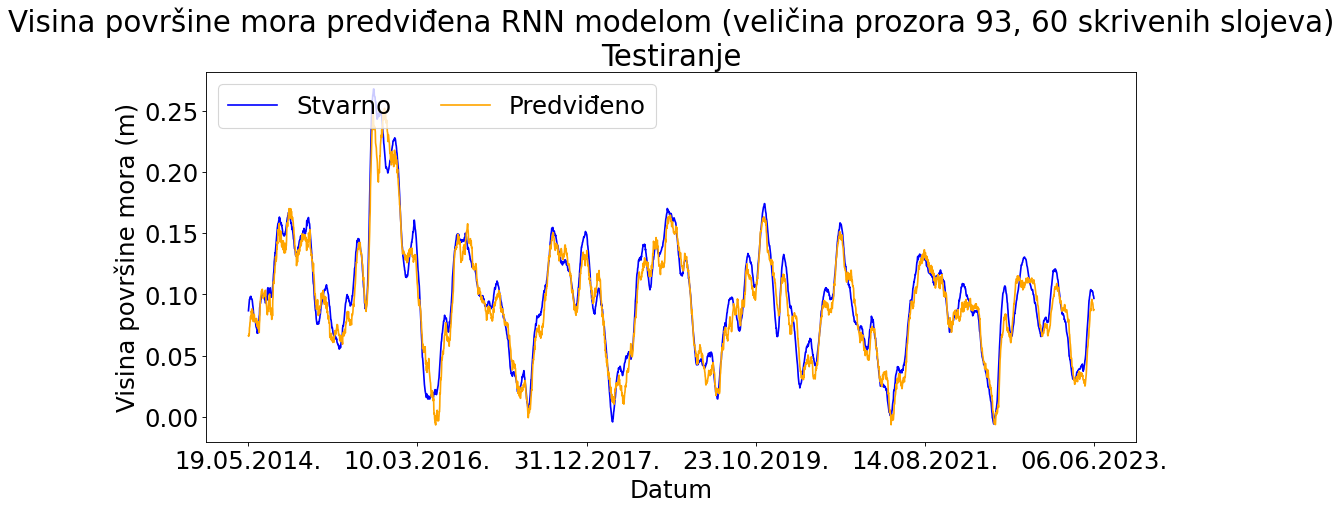 Visina površine mora predviđena RNN modelom (veličina prozora 93, 60 skrivenih slojeva)
Testiranje
Stvarno
Predviđeno
Visina površine mora (m)
0.25
0.20
0.15
0.10
0.05
0.00
19.05.2014. 10.03.2016. 31.12.2017. 23.10.2019. 14.08.2021. 06.06.2023.
Datum